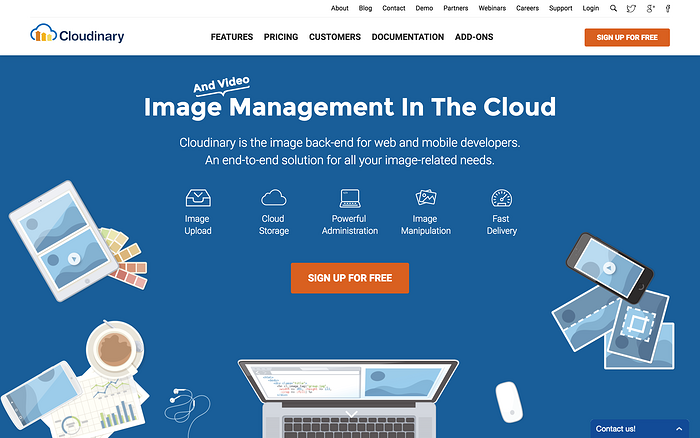 About Blog Contact Demo Partners Webinars Careers Support Login
Cloudinary
FEATURES PRICING CUSTOMERS DOCUMENTATION ADD-ONS
SIGN UP FOR FREE
And Video
Image Management In The Cloud
Cloudinary is the image back-end for web and mobile developers.
An end-to-end solution for all your image-related needs.
Image Upload
Cloud Storage
Powerful Administration
Image Manipulation
Fast Delivery
SIGN UP FOR FREE
Contact us!